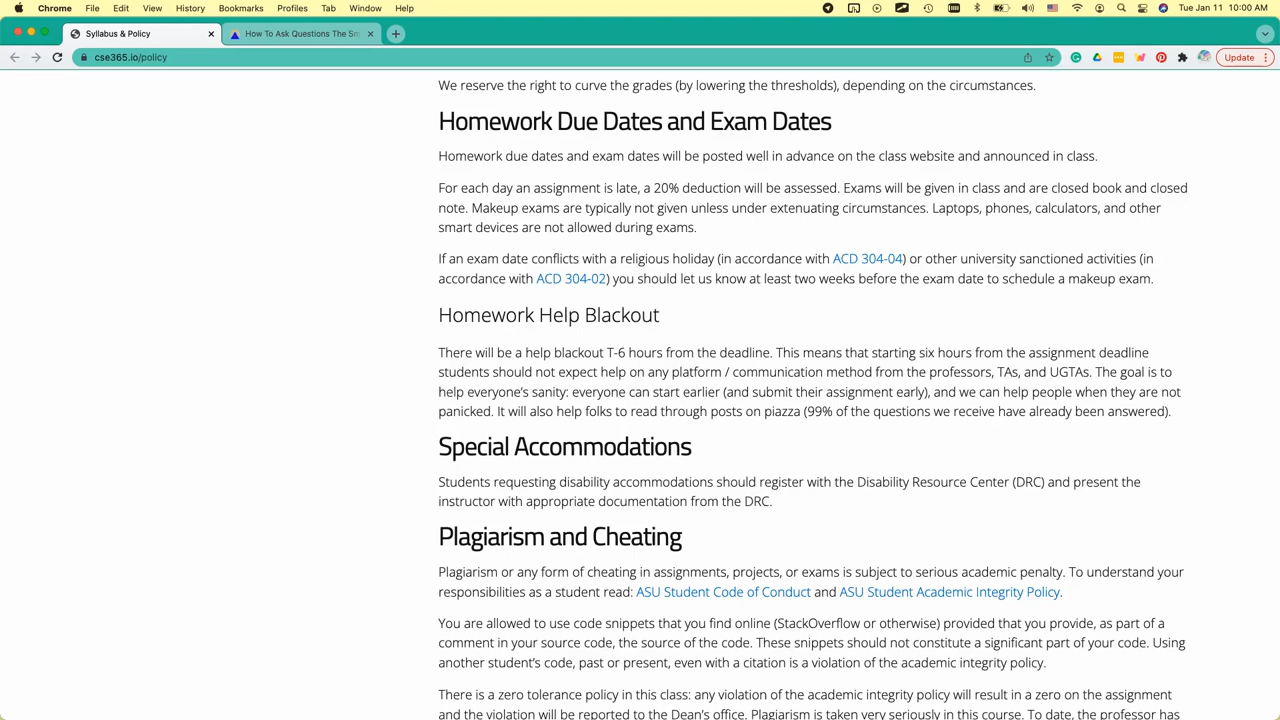 Chrome File Edit View History Bookmarks Profiles Tab Window Help Tue Jan 11 10:00 AM
Syllabus & Policy
How To Ask Questions The Sm
cse365.io/policy
Update
We reserve the right to curve the grades (by lowering the thresholds), depending on the circumstances.
Homework Due Dates and Exam Dates
Homework due dates and exam dates will be posted well in advance on the class website and announced in class.
For each day an assignment is late, a 20% deduction will be assessed. Exams will be given in class and are closed book and closed
note. Makeup exams are typically not given unless under extenuating circumstances. Laptops, phones, calculators, and other
smart devices are not allowed during exams.
If an exam date conflicts with a religious holiday (in accordance with ACD 304-04) or other university sanctioned activities (in
accordance with ACD 304-02) you should let us know at least two weeks before the exam date to schedule a makeup exam.
Homework Help Blackout
There will be a help blackout T-6 hours from the deadline. This means that starting six hours from the assignment deadline
students should not expect help on any platform / communication method from the professors, TAs, and UGTAs. The goal is to
help everyone's sanity: everyone can start earlier (and submit their assignment early), and we can help people when they are not
panicked. It will also help folks to read through posts on piazza (99% of the questions we receive have already been answered).
Special Accommodations
Students requesting disability accommodations should register with the Disability Resource Center (DRC) and present the
instructor with appropriate documentation from the DRC.
Plagiarism and Cheating
Plagiarism or any form of cheating in assignments, projects, or exams is subject to serious academic penalty. To understand your
responsibilities as a student read: ASU Student Code of Conduct and ASU Student Academic Integrity Policy.
You are allowed to use code snippets that you find online (StackOverflow or otherwise) provided that you provide, as part of a
comment in your source code, the source of the code. These snippets should not constitute a significant part of your code. Using
another student's code, past or present, even with a citation is a violation of the academic integrity policy.
There is a zero tolerance policy in this class: any violation of the academic integrity policy will result in a zero on the assignment
and the violation will be reported to the Dean's office. Plagiarism is taken very seriously in this course. To date, the professor has